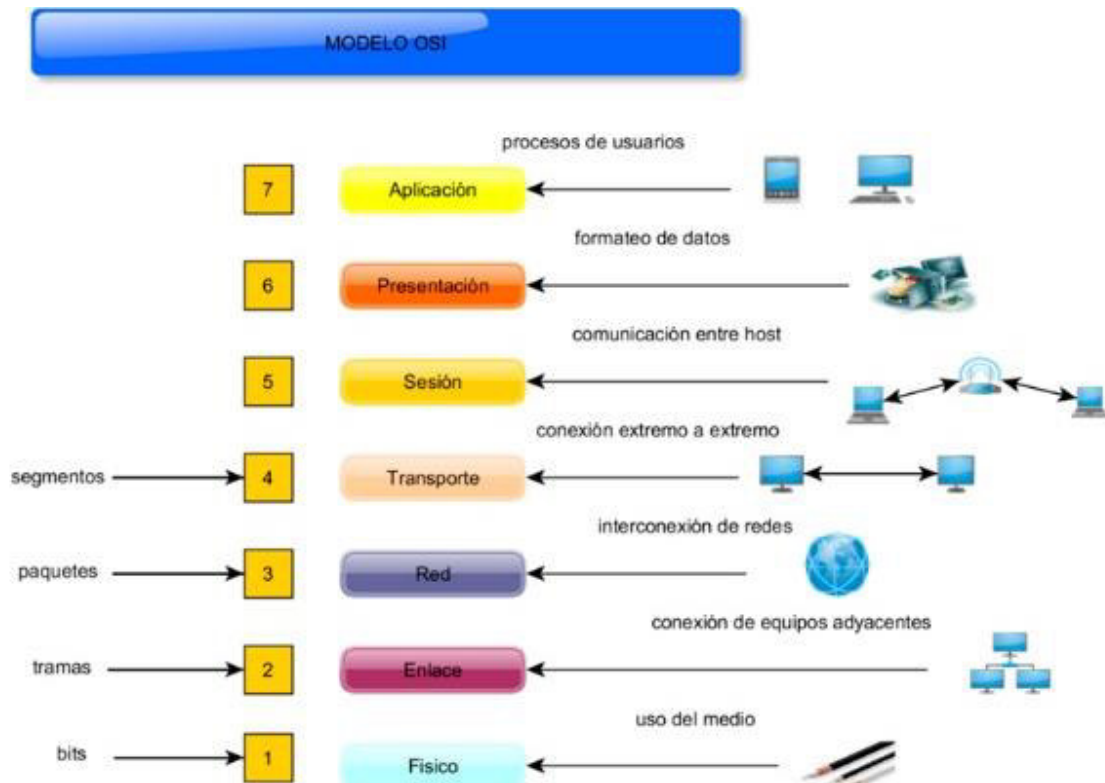 MODELO OSI
procesos de usuarios
7
Aplicación
formateo de datos
6
Presentación
comunicación entre host
5
Sesión
conexión extremo a extremo
segmentos
4
Transporte
interconexión de redes
paquetes
3
Red
conexión de equipos adyacentes
tramas
2
Enlace
uso del medio
bits
1
Fisico